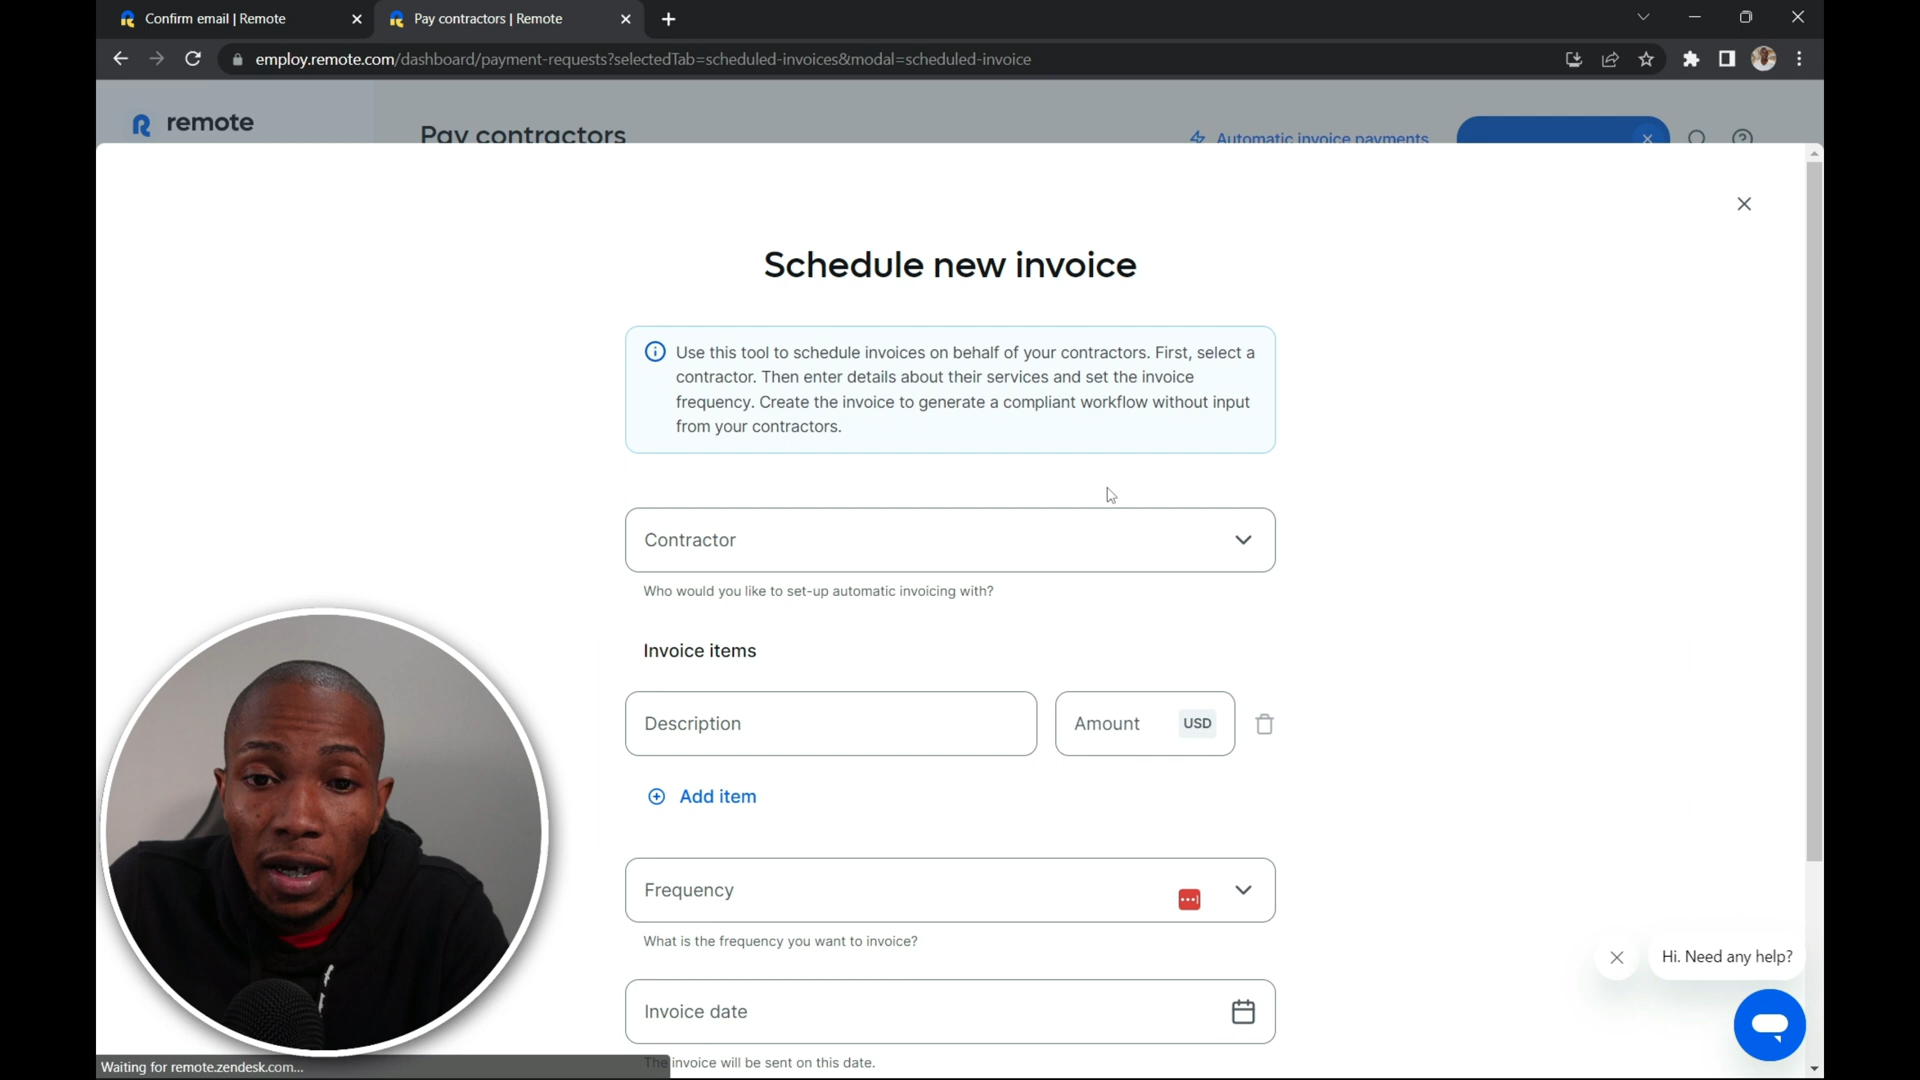 Confirm email | Remote
Pay contractors | Remote
employ.remote.com/dashboard/payment-requests?selectedTab=scheduled-invoices&modal=scheduled-invoice
remote
Pay contractors
Automatic invoice payments
Schedule new invoice
Use this tool to schedule invoices on behalf of your contractors. First, select a
contractor. Then enter details about their services and set the invoice
frequency. Create the invoice to generate a compliant workflow without input
from your contractors.
Contractor
Who would you like to set-up automatic invoicing with?
Invoice items
Description
Amount
USD
Add item
Frequency
What is the frequency you want to invoice?
Hi. Need any help?
Invoice date
The invoice will be sent on this date.
Waiting for remote.zendesk.com...